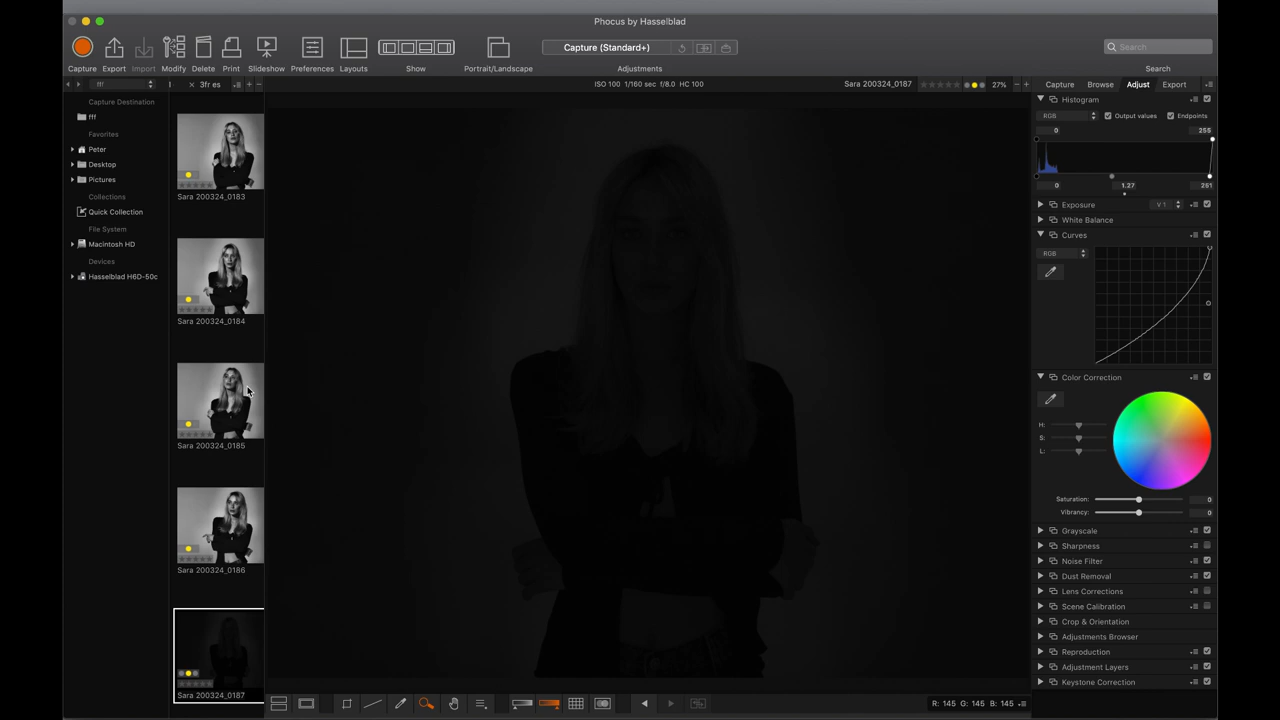 Phocus by Hasselblad
Capture Export Import Modify Delete Print Slideshow Preferences Layouts Show Portrait/Landscape
Capture (Standard+)
Adjustments
Search
Search
fff
3fr es
ISO 100 1/160 sec f/8.0 HC 100
Sara 200324_0187
27%
Capture Browse Adjust Export
Capture Destination
fff
Favorites
Peter
Desktop
Pictures
Collections
Quick Collection
File System
Macintosh HD
Devices
Hasselblad H6D-50c
Sara 200324_0183
Sara 200324_0184
Sara 200324_0185
Sara 200324_0186
Sara 200324_0187
Histogram
RGB Output values Endpoints
0 255
0 1.27 251
Exposure V 1
White Balance
Curves
RGB
Color Correction
H:
S:
L:
Saturation: 0
Vibrancy: 0
Grayscale
Sharpness
Noise Filter
Dust Removal
Lens Corrections
Scene Calibration
Crop & Orientation
Adjustments Browser
Reproduction
Adjustment Layers
Keystone Correction
R: 145 G: 145 B: 145